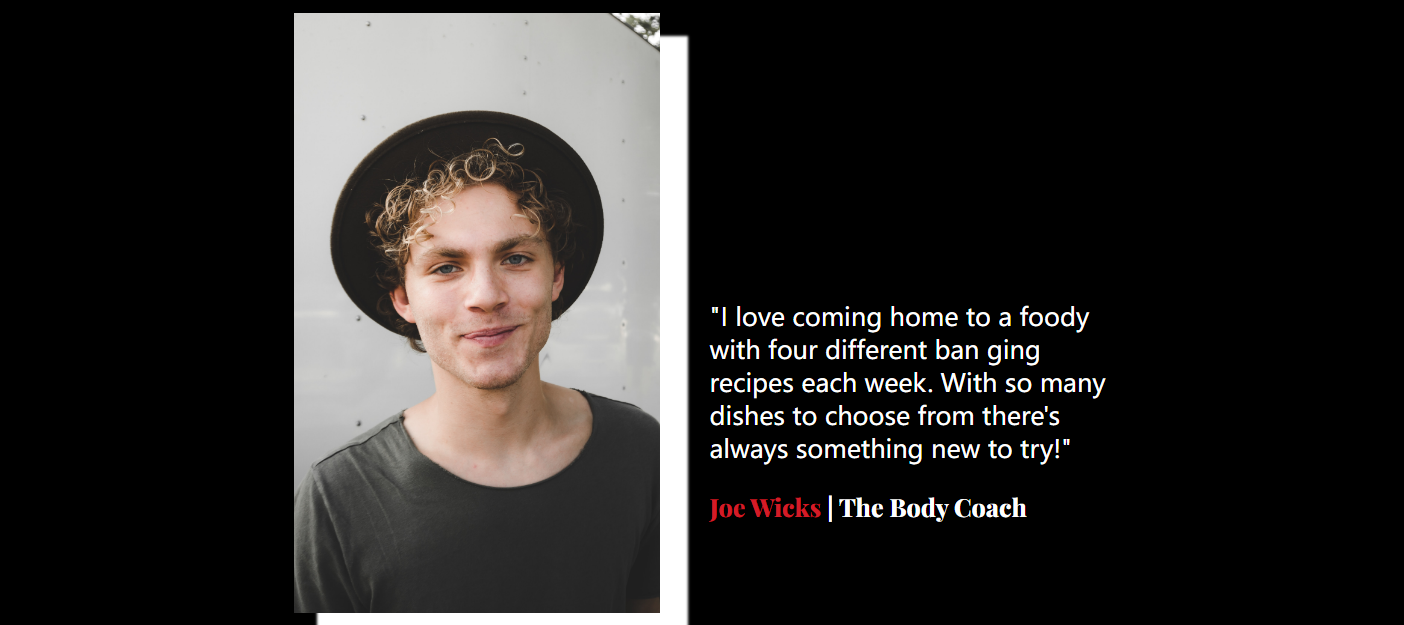 "I love coming home to a foody
with four different ban ging
recipes each week. With so many
dishes to choose from there's
always something new to try!"
Joe Wicks | The Body Coach